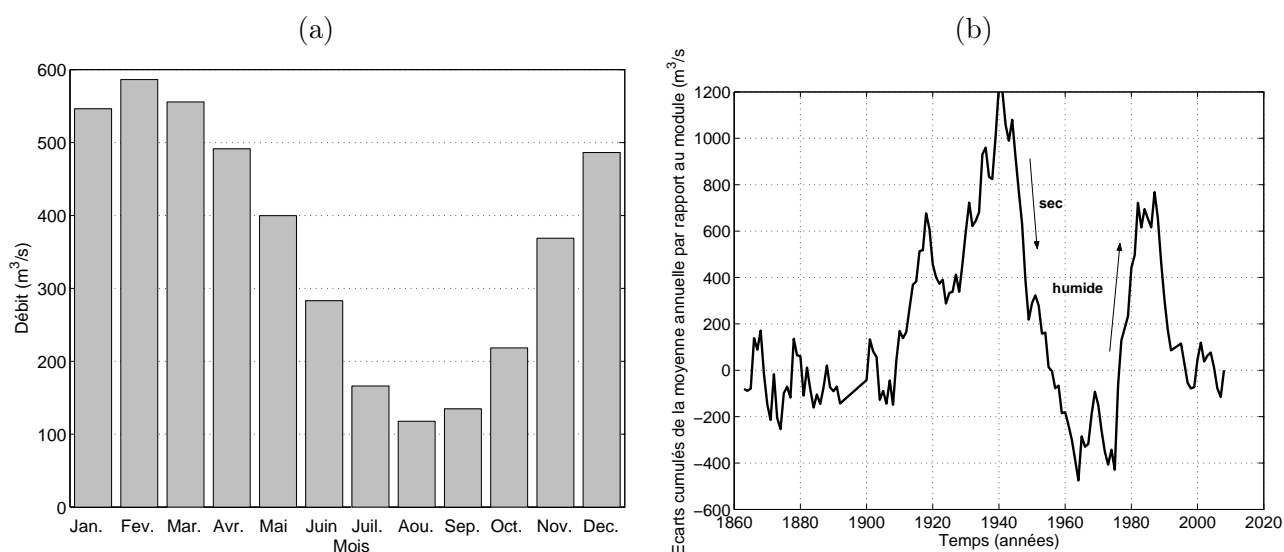 (a)
(b)
Débit (m³/s)
600
500
400
300
200
100
0
Jan. Fev. Mar. Avr. Mai Juin Juil. Aou. Sep. Oct. Nov. Dec.
Mois
Ecarts cumulés de la moyenne annuelle par rapport au module (m³/s
1200
1000
800
600
400
200
0
−200
−400
−600
sec
humide
1860 1880 1900 1920 1940 1960 1980 2000 2020
Temps (années)